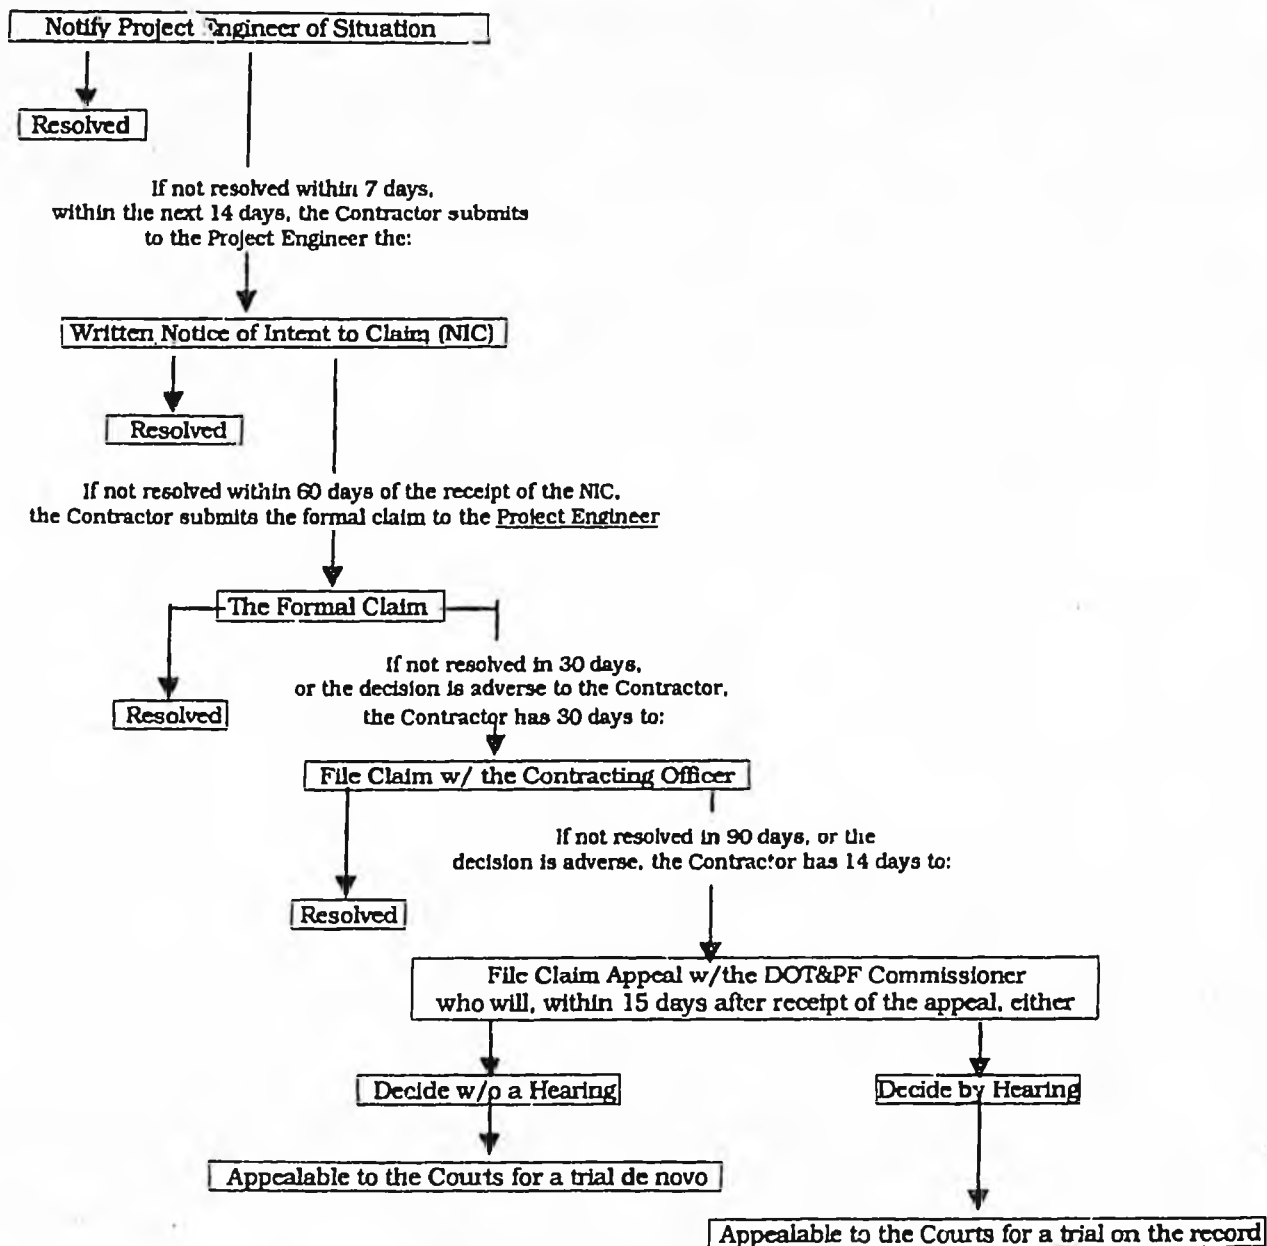 Notify Project Engineer of Situation
Resolved
If not resolved within 7 days,
within the next 14 days, the Contractor submits
to the Project Engineer the:
Written Notice of Intent to Claim (NIC)
Resolved
If not resolved within 60 days of the receipt of the NIC,
the Contractor submits the formal claim to the Project Engineer
The Formal Claim
Resolved
If not resolved in 30 days,
or the decision is adverse to the Contractor,
the Contractor has 30 days to:
File Claim w/ the Contracting Officer
Resolved
If not resolved in 90 days, or the
decision is adverse, the Contractor has 14 days to:
File Claim Appeal w/the DOT&PF Commissioner
who will, within 15 days after receipt of the appeal, either
Decide w/o a Hearing
Decide by Hearing
Appealable to the Courts for a trial de novo
Appealable to the Courts for a trial on the record